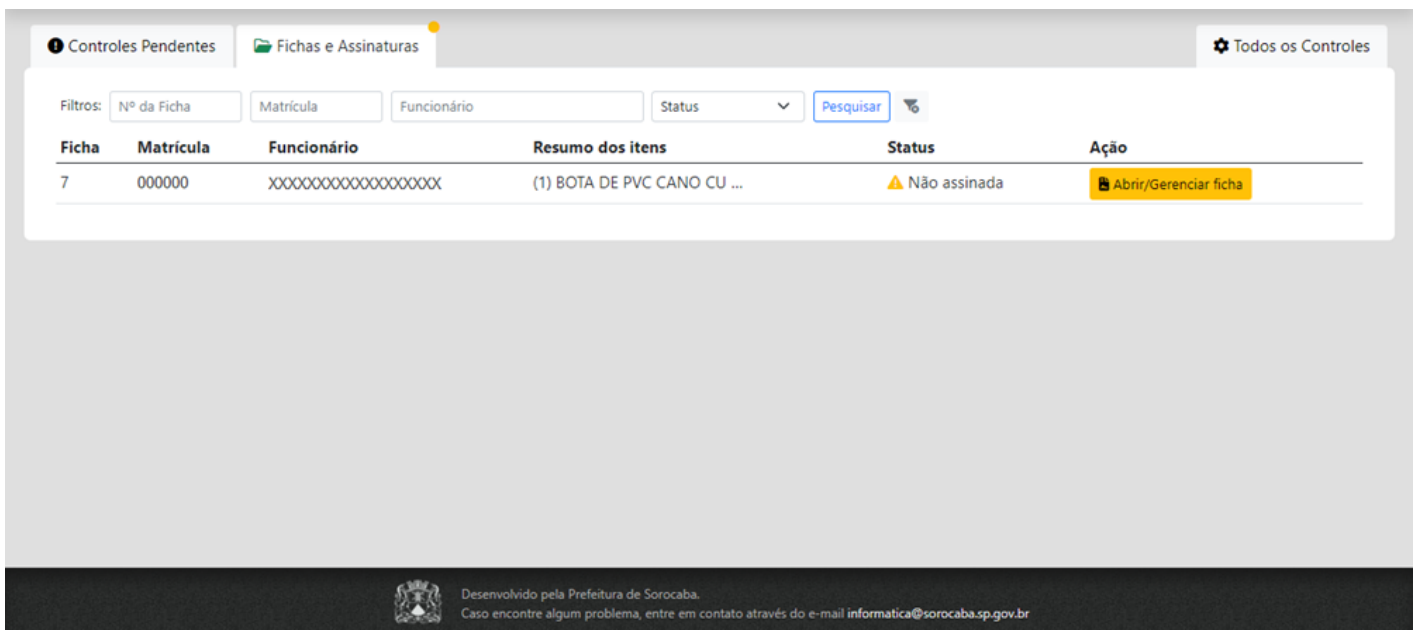 Controles Pendentes Fichas e Assinaturas Todos os Controles
Filtros: Nº da Ficha Matrícula Funcionário Status Pesquisar
Ficha Matrícula Funcionário Resumo dos itens Status Ação
7 000000 XXXXXXXXXXXXXXXXXXX (1) BOTA DE PVC CANO CU ... Não assinada Abrir/Gerenciar ficha
Desenvolvido pela Prefeitura de Sorocaba.
Caso encontre algum problema, entre em contato através do e-mail informatica@sorocaba.sp.gov.br